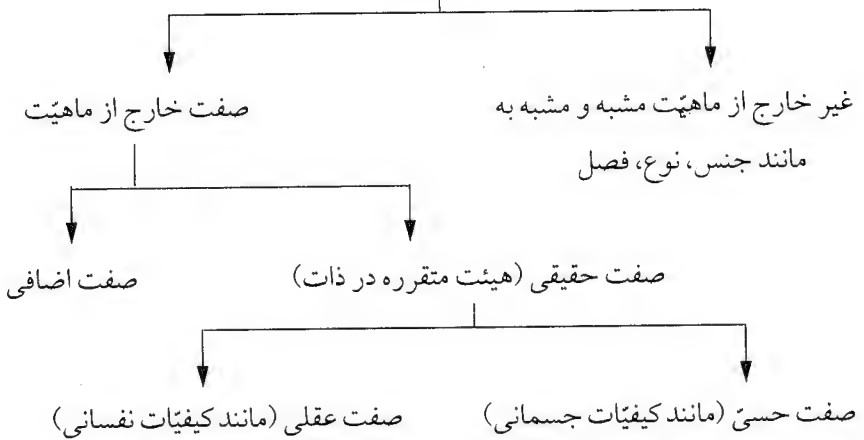 غیر خارج از ماهیّت مشبه و مشبه به
صفت خارج از ماهیّت
مانند جنس، نوع، فصل
صفت حقیقی (هیئت متقرره در ذات)
صفت اضافی
صفت حسیّ (مانند کیفیّات جسمانی)
صفت عقلی (مانند کیفیّات نفسانی)